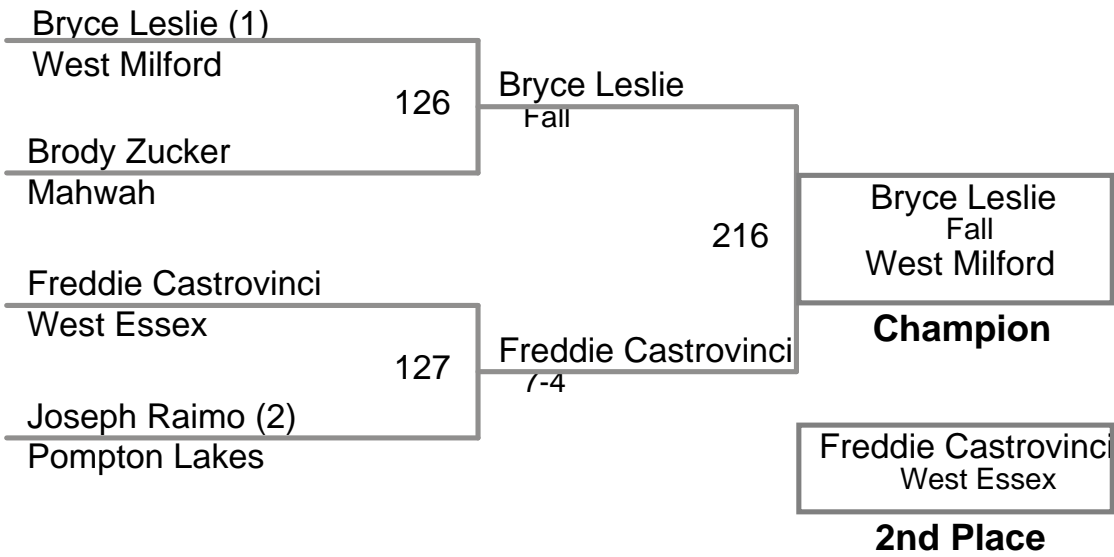 Bryce Leslie (1)
West Milford
126
Brody Zucker
Mahwah
Bryce Leslie
Fall
Freddie Castrovinci
West Essex
127
Joseph Raimo (2)
Pompton Lakes
Freddie Castrovinci
7-4
216
Bryce Leslie
Fall
West Milford
Champion
Freddie Castrovinci
West Essex
2nd Place